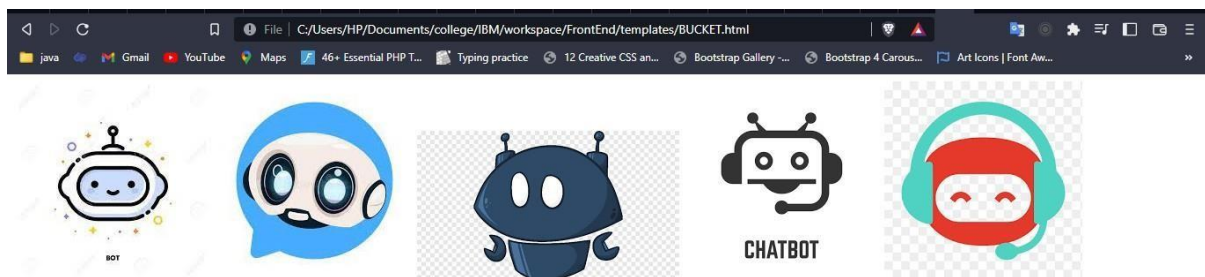 File C:/Users/HP/Documents/college/IBM/workspace/FrontEnd/templates/BUCKET.html
java Gmail YouTube Maps 46+ Essential PHP T... Typing practice 12 Creative CSS an... Bootstrap Gallery -... Bootstrap 4 Carous... Art Icons | Font Aw... »
BOT
CHATBOT